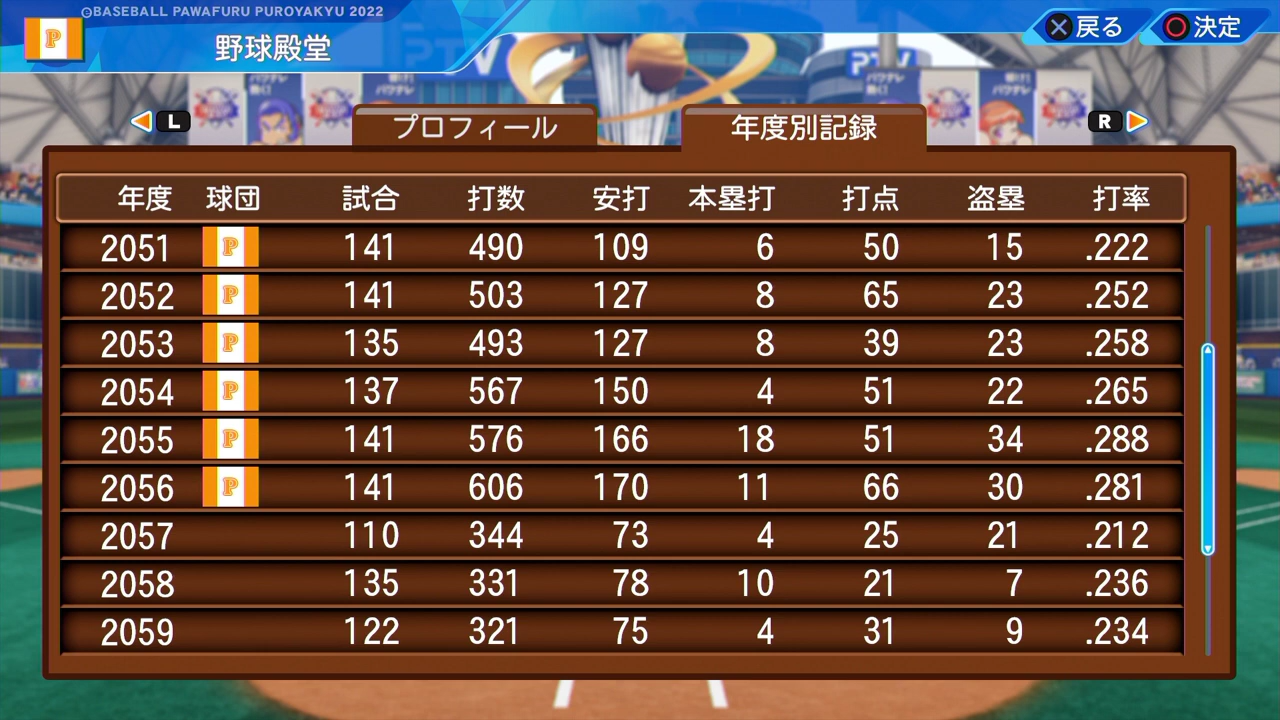 ©BASEBALL PAWAFURU PUROYAKYU 2022
P
野球殿堂
戻る 決定
PTV PTV
L プロフィール 年度別記録 R
年度 球団 試合 打数 安打 本塁打 打点 盗塁 打率
2051 P 141 490 109 6 50 15 .222
2052 P 141 503 127 8 65 23 .252
2053 P 135 493 127 8 39 23 .258
2054 P 137 567 150 4 51 22 .265
2055 P 141 576 166 18 51 34 .288
2056 P 141 606 170 11 66 30 .281
2057 110 344 73 4 25 21 .212
2058 135 331 78 10 21 7 .236
2059 122 321 75 4 31 9 .234